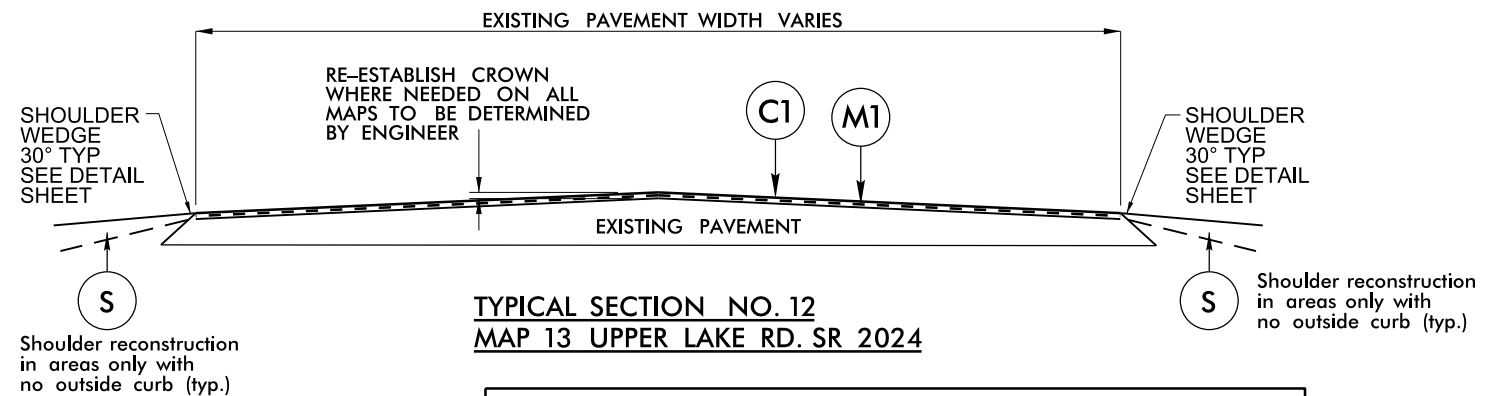 EXISTING PAVEMENT WIDTH VARIES
RE-ESTABLISH CROWN
WHERE NEEDED ON ALL
MAPS TO BE DETERMINED
BY ENGINEER
SHOULDER
WEDGE
30° TYP
SEE DETAIL
SHEET
C1
M1
SHOULDER
WEDGE
30° TYP
SEE DETAIL
SHEET
EXISTING PAVEMENT
S
Shoulder reconstruction
in areas only with
no outside curb (typ.)
S
Shoulder reconstruction
in areas only with
no outside curb (typ.)
TYPICAL SECTION NO. 12
MAP 13 UPPER LAKE RD. SR 2024